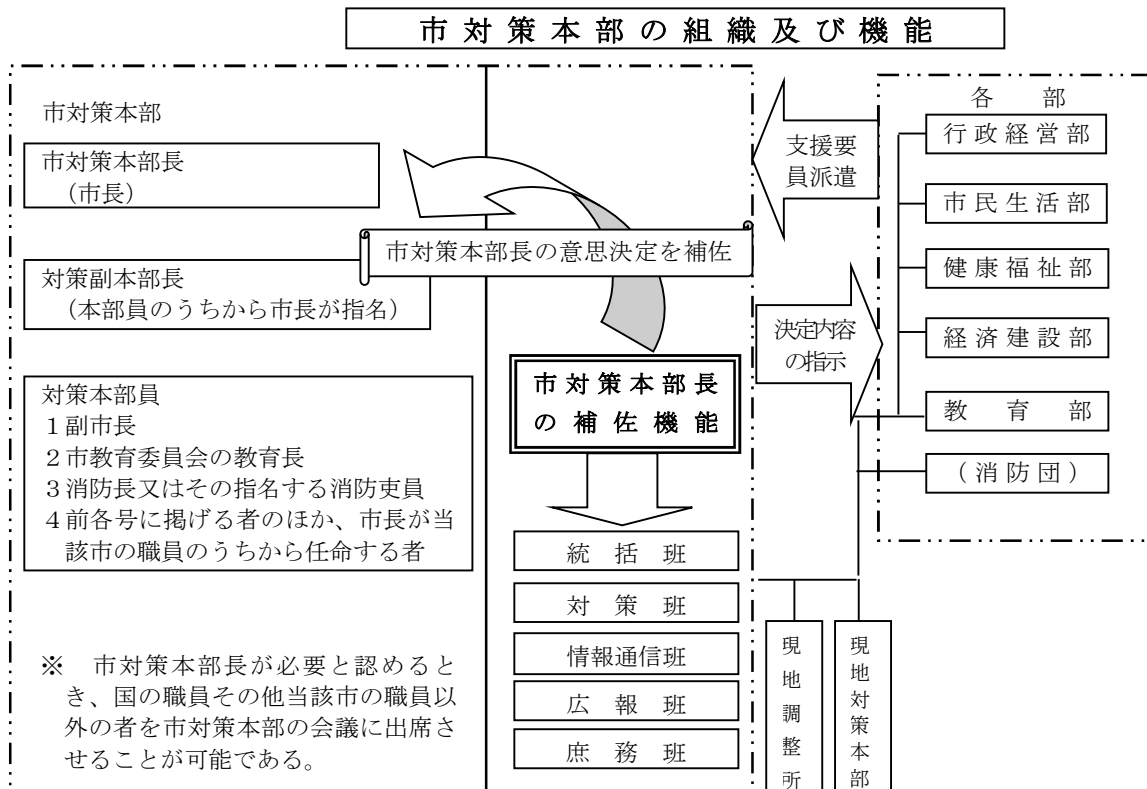 市対策本部の組織及び機能
市対策本部
市対策本部長
（市長）
対策副本部長
（本部員のうちから市長が指名）
対策本部員
１副市長
２市教育委員会の教育長
３消防長又はその指名する消防吏員
４前各号に掲げる者のほか、市長が当
該市の職員のうちから任命する者
※　市対策本部長が必要と認めると
き、国の職員その他当該市の職員以
外の者を市対策本部の会議に出席さ
せることが可能である。
市対策本部長の意思決定を補佐
市対策本部長
の補佐機能
統括班
対策班
情報通信班
広報班
庶務班
支援要
員派遣
決定内容
の指示
各部
行政経営部
市民生活部
健康福祉部
経済建設部
教育部
（消防団）
現地調整所
現地対策本部